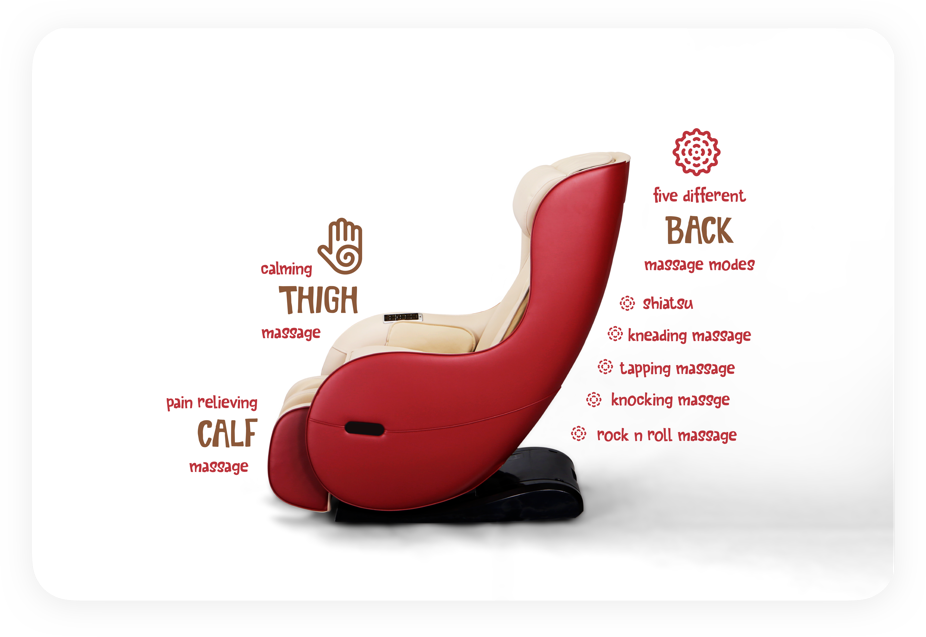 five different
BACK
massage modes
shiatsu
kneading massage
tapping massage
knocking massge
rock n roll massage
calming
THIGH
massage
pain relieving
CALF
massage